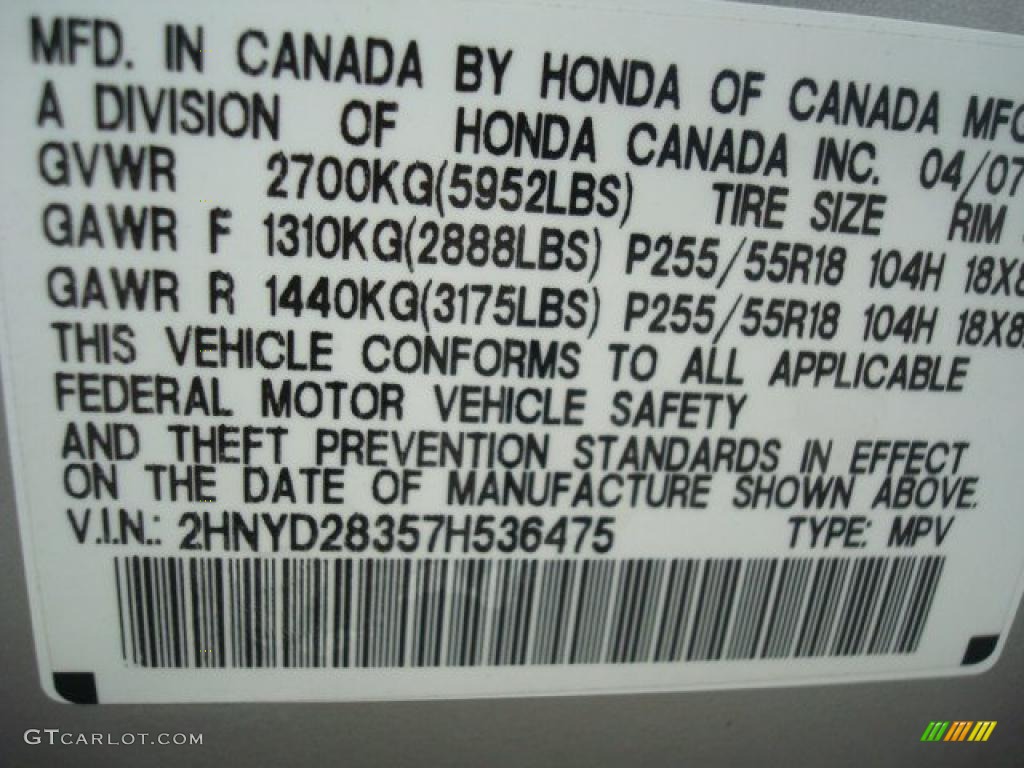 MFD. IN CANADA BY HONDA OF CANADA MFG
A DIVISION OF HONDA CANADA INC. 04/07
GVWR 2700KG(5952LBS) TIRE SIZE RIM
GAWR F 1310KG(2888LBS) P255/55R18 104H 18X8
GAWR R 1440KG(3175LBS) P255/55R18 104H 18X8
THIS VEHICLE CONFORMS TO ALL APPLICABLE
FEDERAL MOTOR VEHICLE SAFETY
AND THEFT PREVENTION STANDARDS IN EFFECT
ON THE DATE OF MANUFACTURE SHOWN ABOVE.
V.I.N.: 2HNYD28357H536475 TYPE: MPV
GTCARLOT.COM